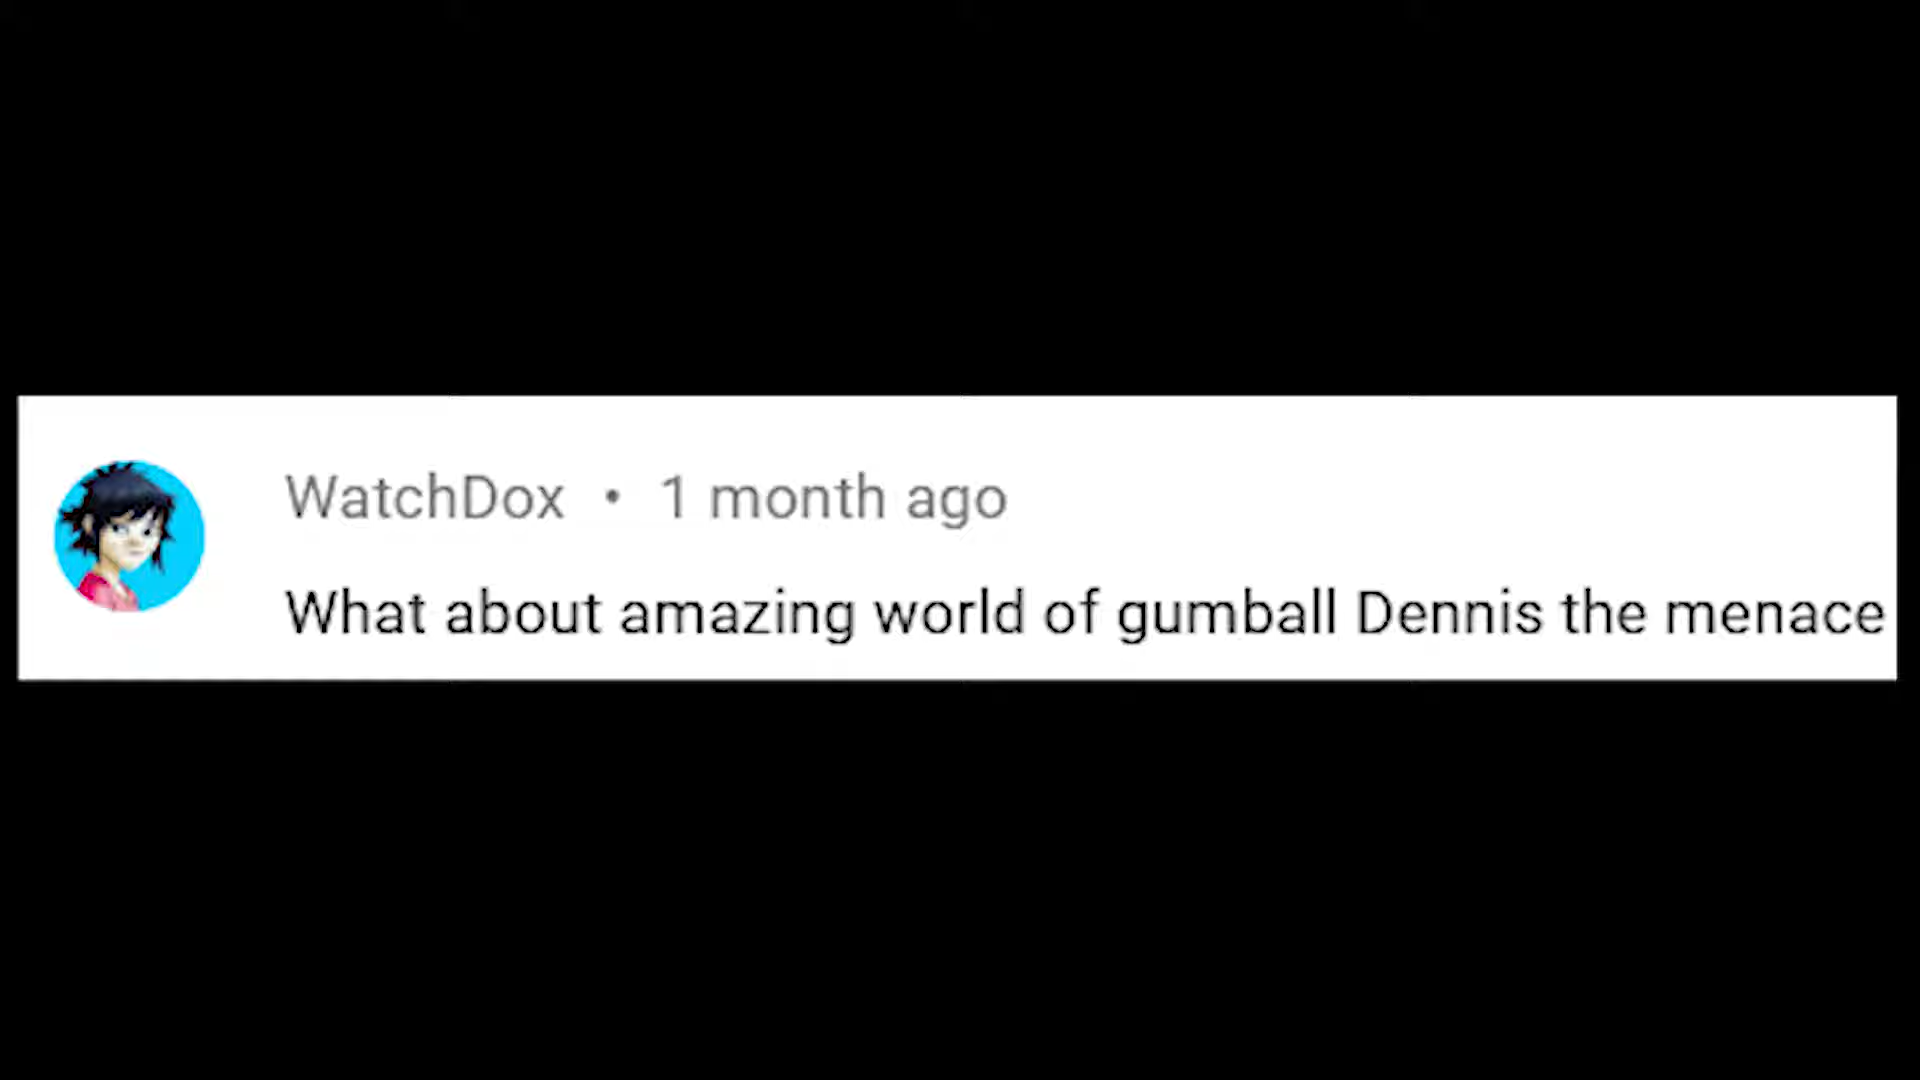 WatchDox • 1 month ago
What about amazing world of gumball Dennis the menace